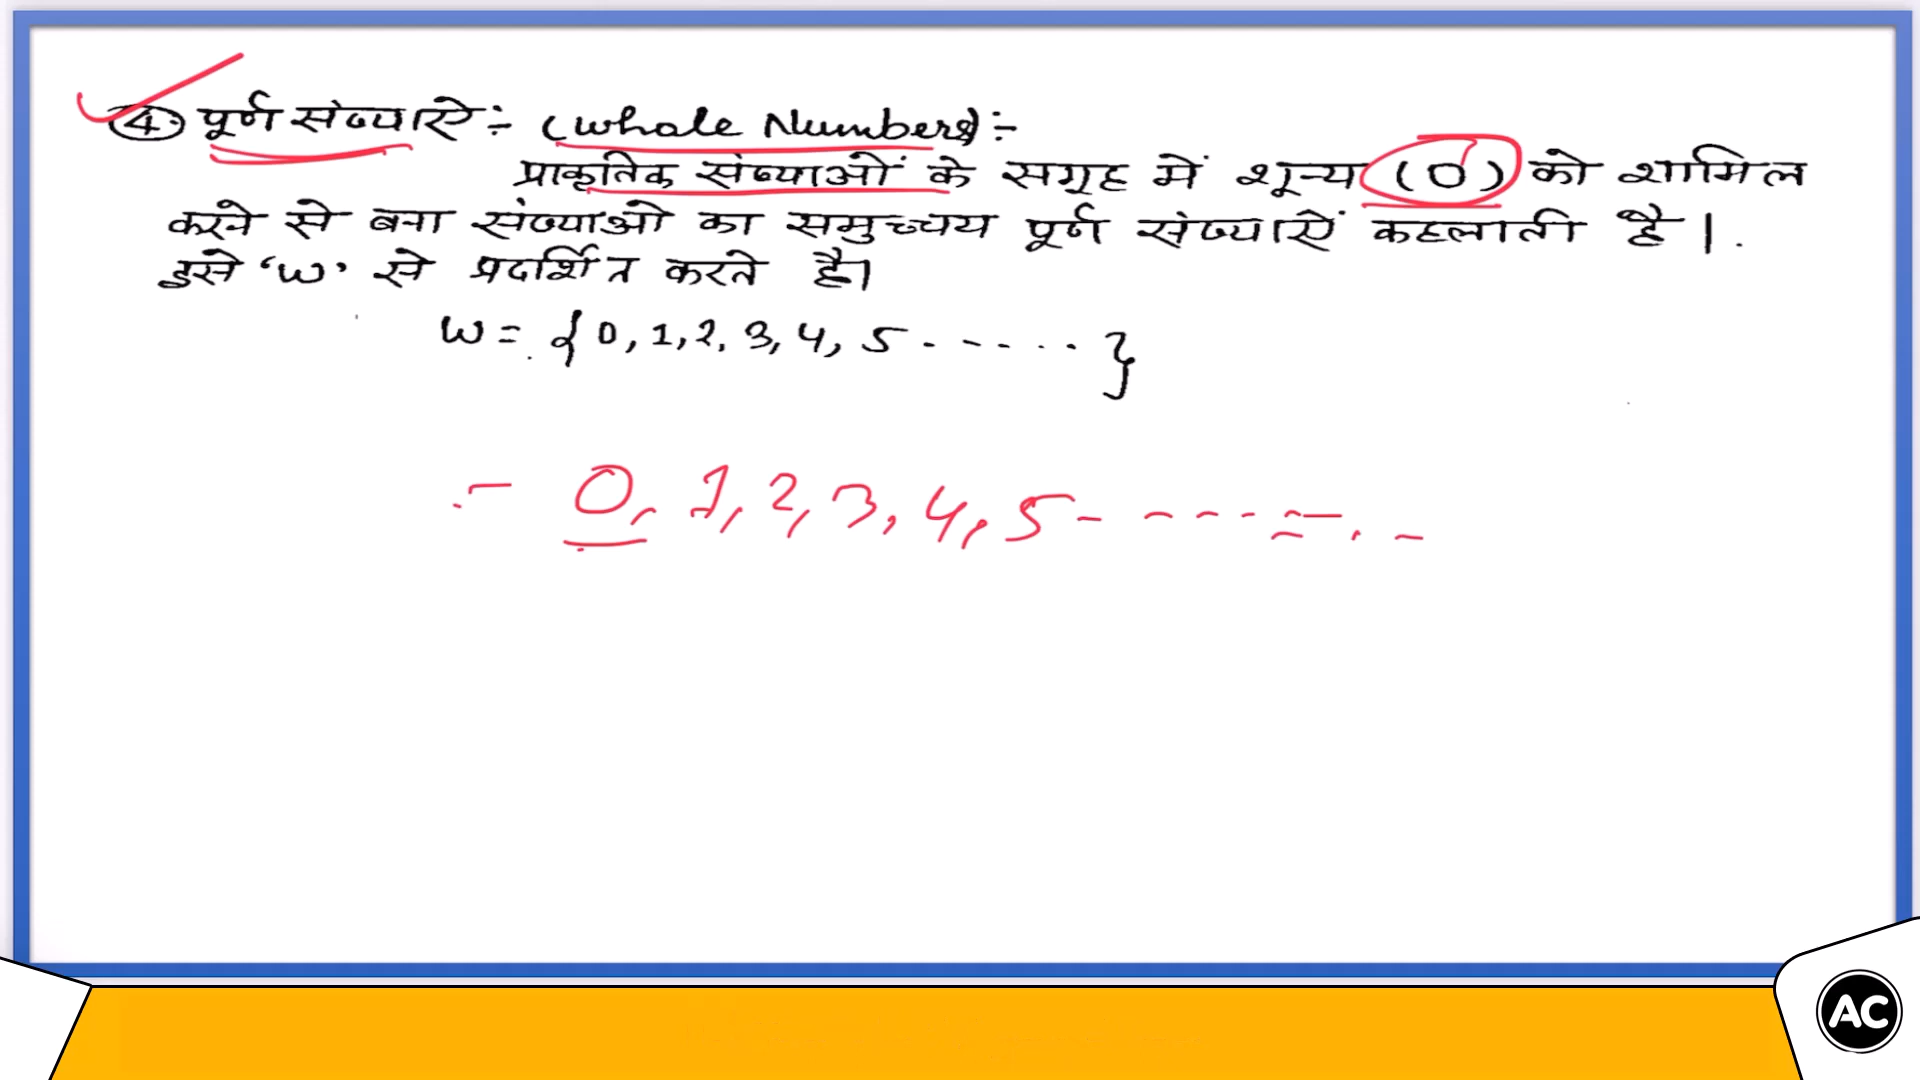 ④ पूर्ण संख्याऐ:- (Whole Numbers):-
प्राकृतिक संख्याओं के समूह में शून्य (0) को शामिल
करने से बना संख्याओ का समुच्चय पूर्ण संख्याऐं कहलाती है।
इसे 'W' से प्रदर्शित करते है।
W = { 0, 1, 2, 3, 4, 5 ...... }
0, 1, 2, 3, 4, 5 - - - - - - - -
AC